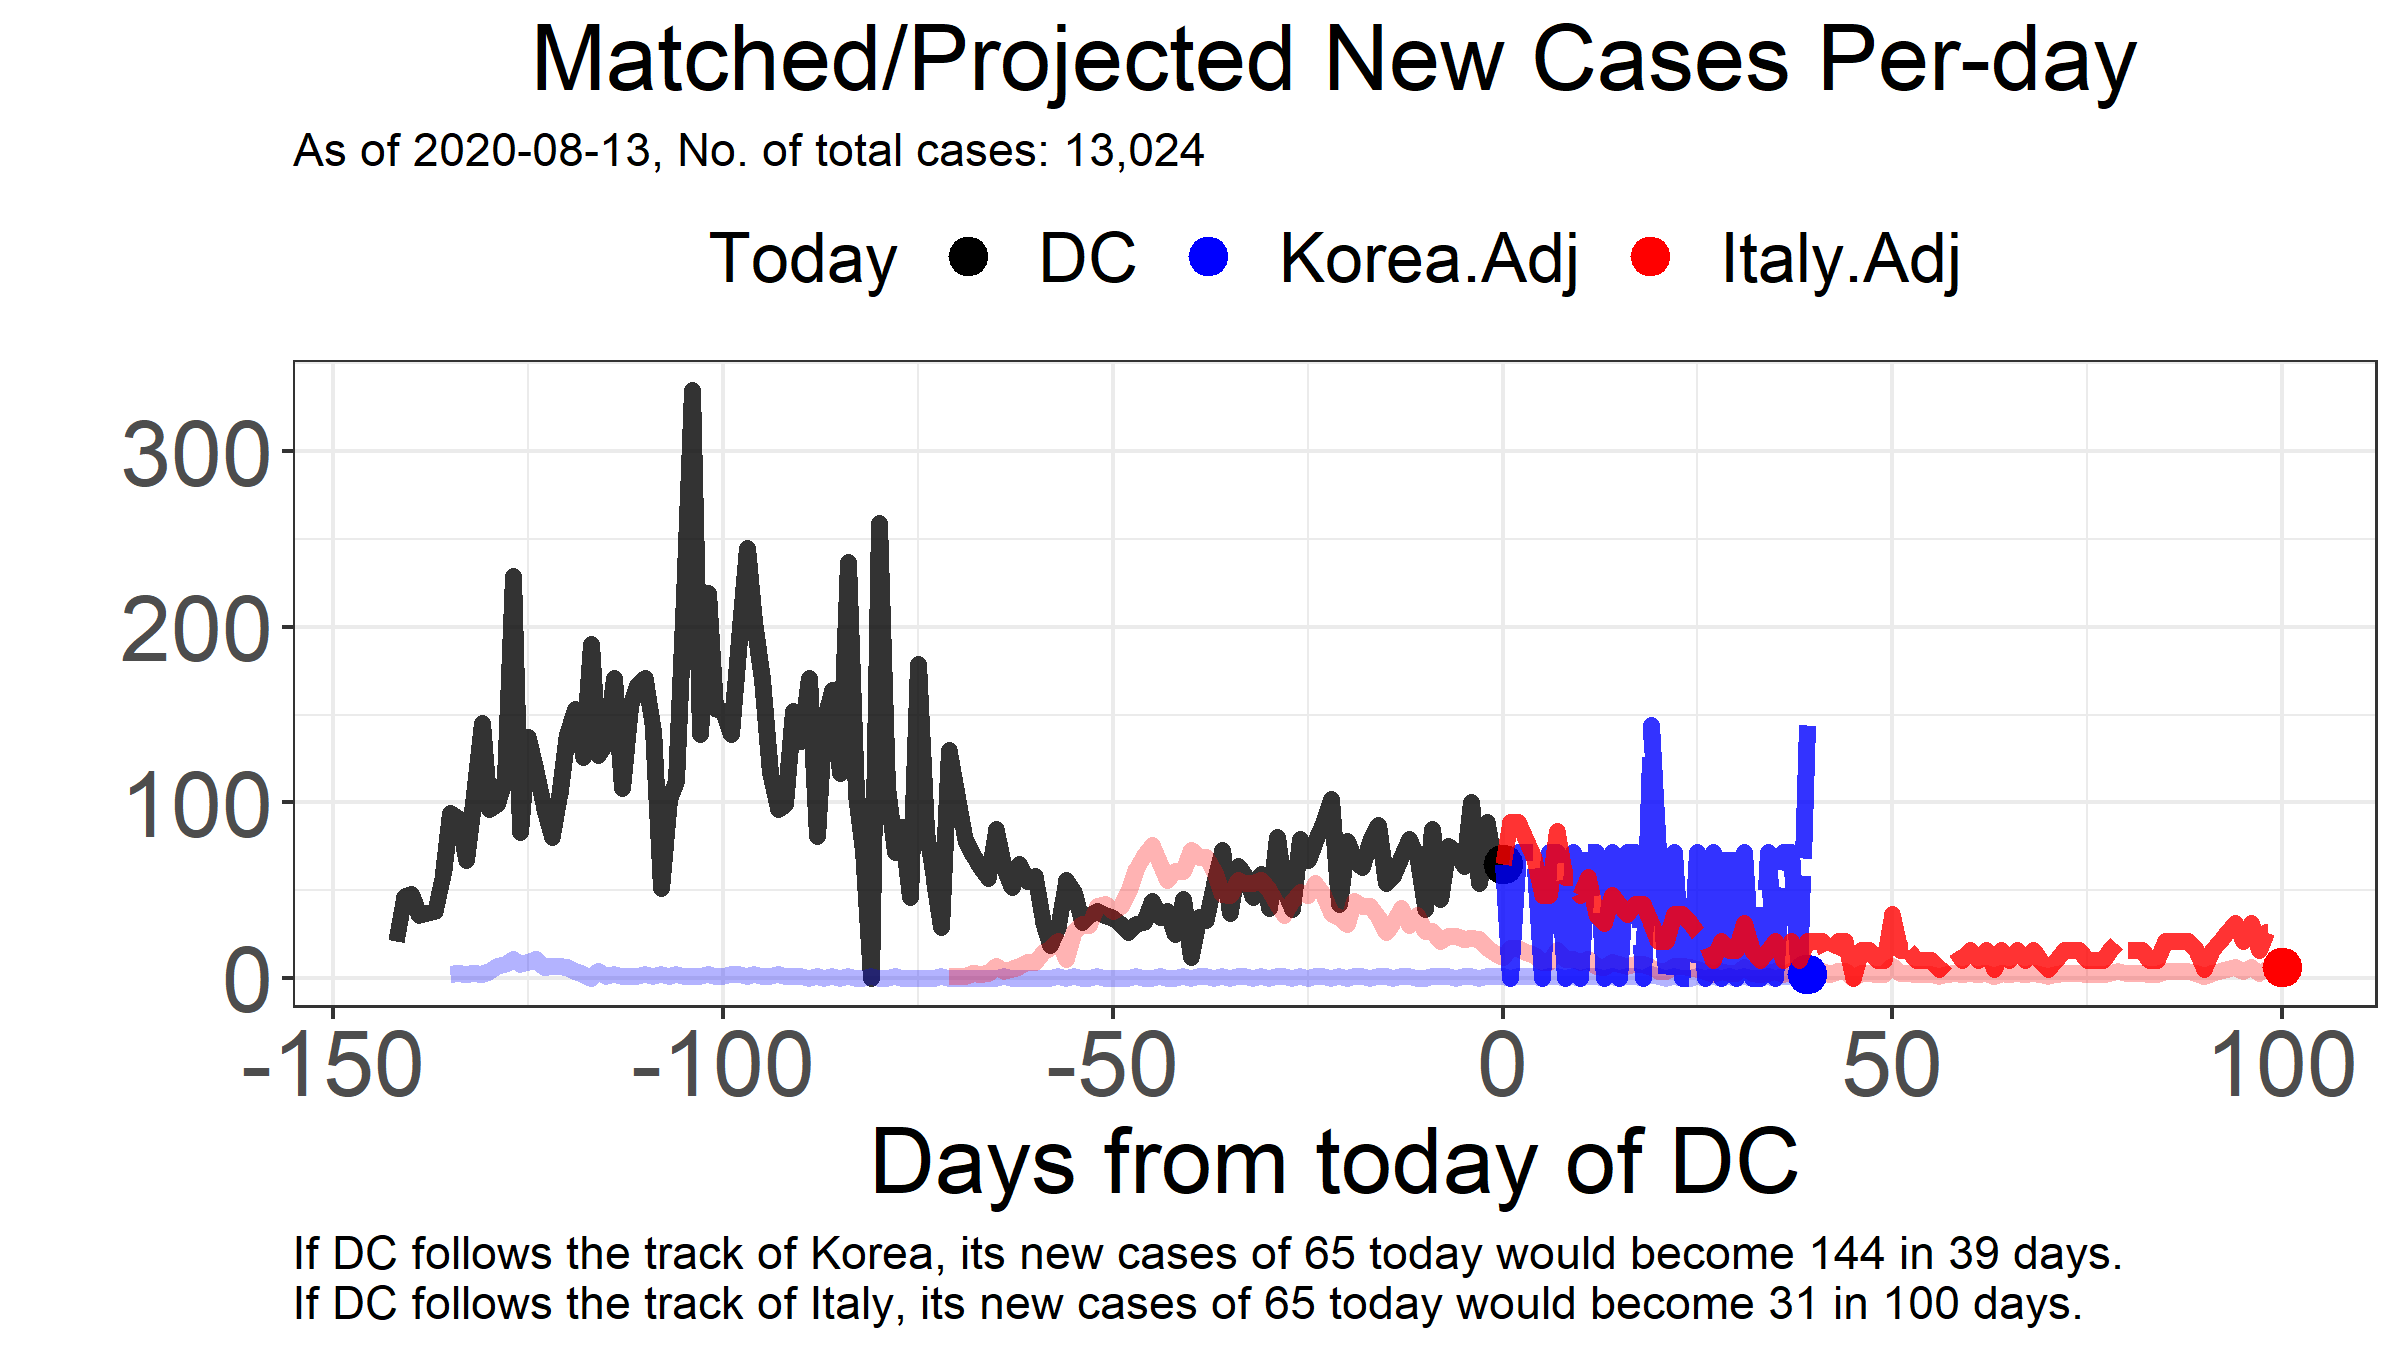 Matched/Projected New Cases Per-day
As of 2020-08-13, No. of total cases: 13,024
Today DC Korea.Adj Italy.Adj
300
200
100
0
-150 -100 -50 0 50 100
Days from today of DC
If DC follows the track of Korea, its new cases of 65 today would become 144 in 39 days.
If DC follows the track of Italy, its new cases of 65 today would become 31 in 100 days.